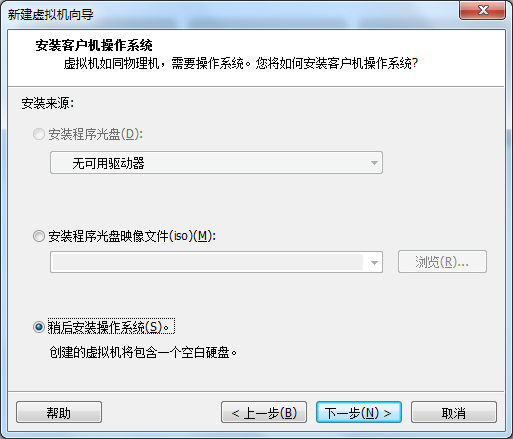 新建虚拟机向导
安装客户机操作系统
虚拟机如同物理机，需要操作系统。您将如何安装客户机操作系统?
安装来源:
安装程序光盘(D):
无可用驱动器
安装程序光盘映像文件(iso)(M):
浏览(R)...
稍后安装操作系统(S)。
创建的虚拟机将包含一个空白硬盘。
帮助
< 上一步(B)
下一步(N) >
取消